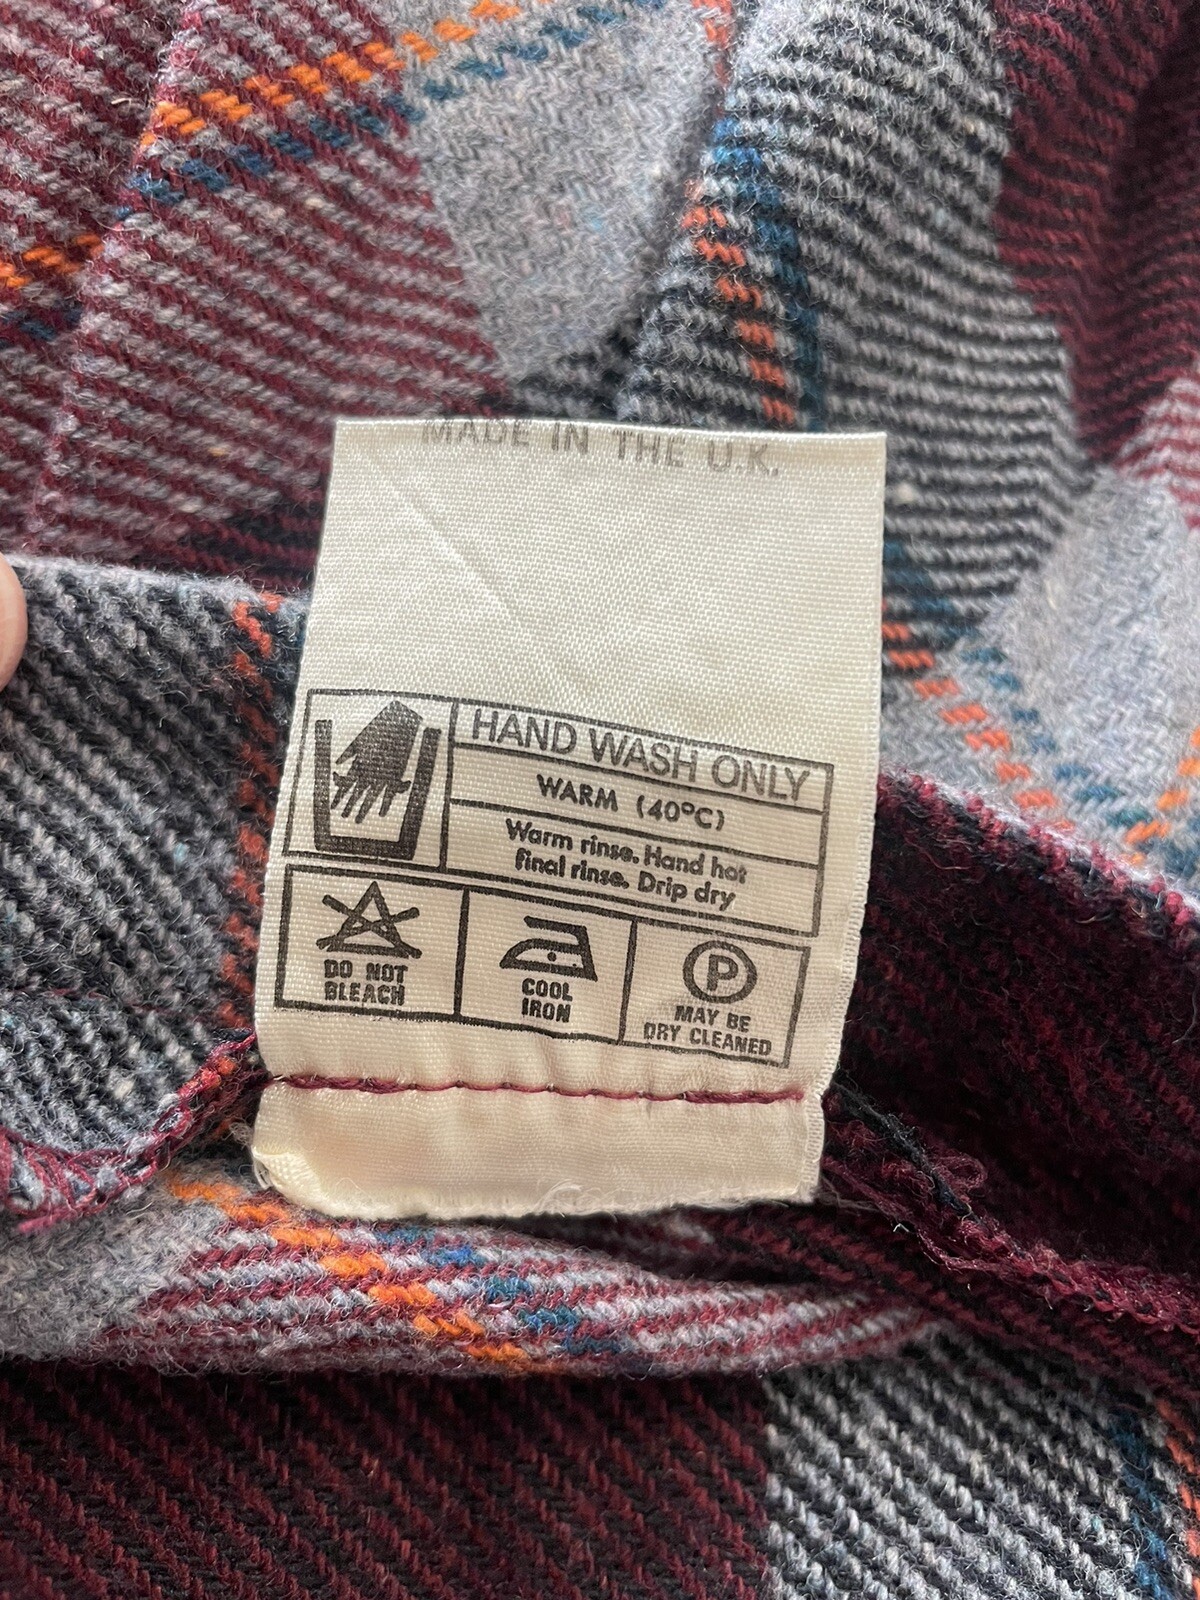 MADE IN THE U.K.
HAND WASH ONLY
WARM (40°C)
Warm rinse. Hand hot
final rinse. Drip dry
DO NOT
BLEACH
COOL
IRON
P
MAY BE
DRY CLEANED